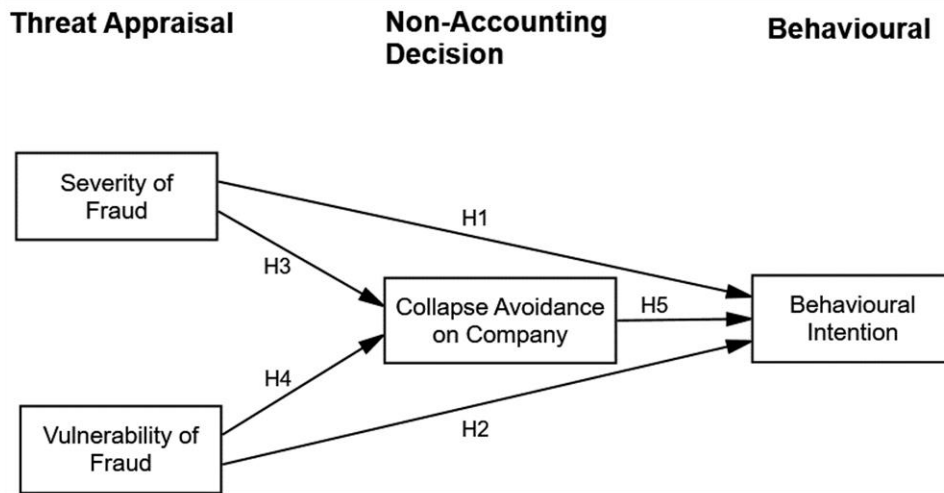 Threat Appraisal
Non-Accounting
Decision
Behavioural
Severity of
Fraud
H1
H3
Collapse Avoidance
on Company
H5
Behavioural
Intention
H4
Vulnerability of
Fraud
H2